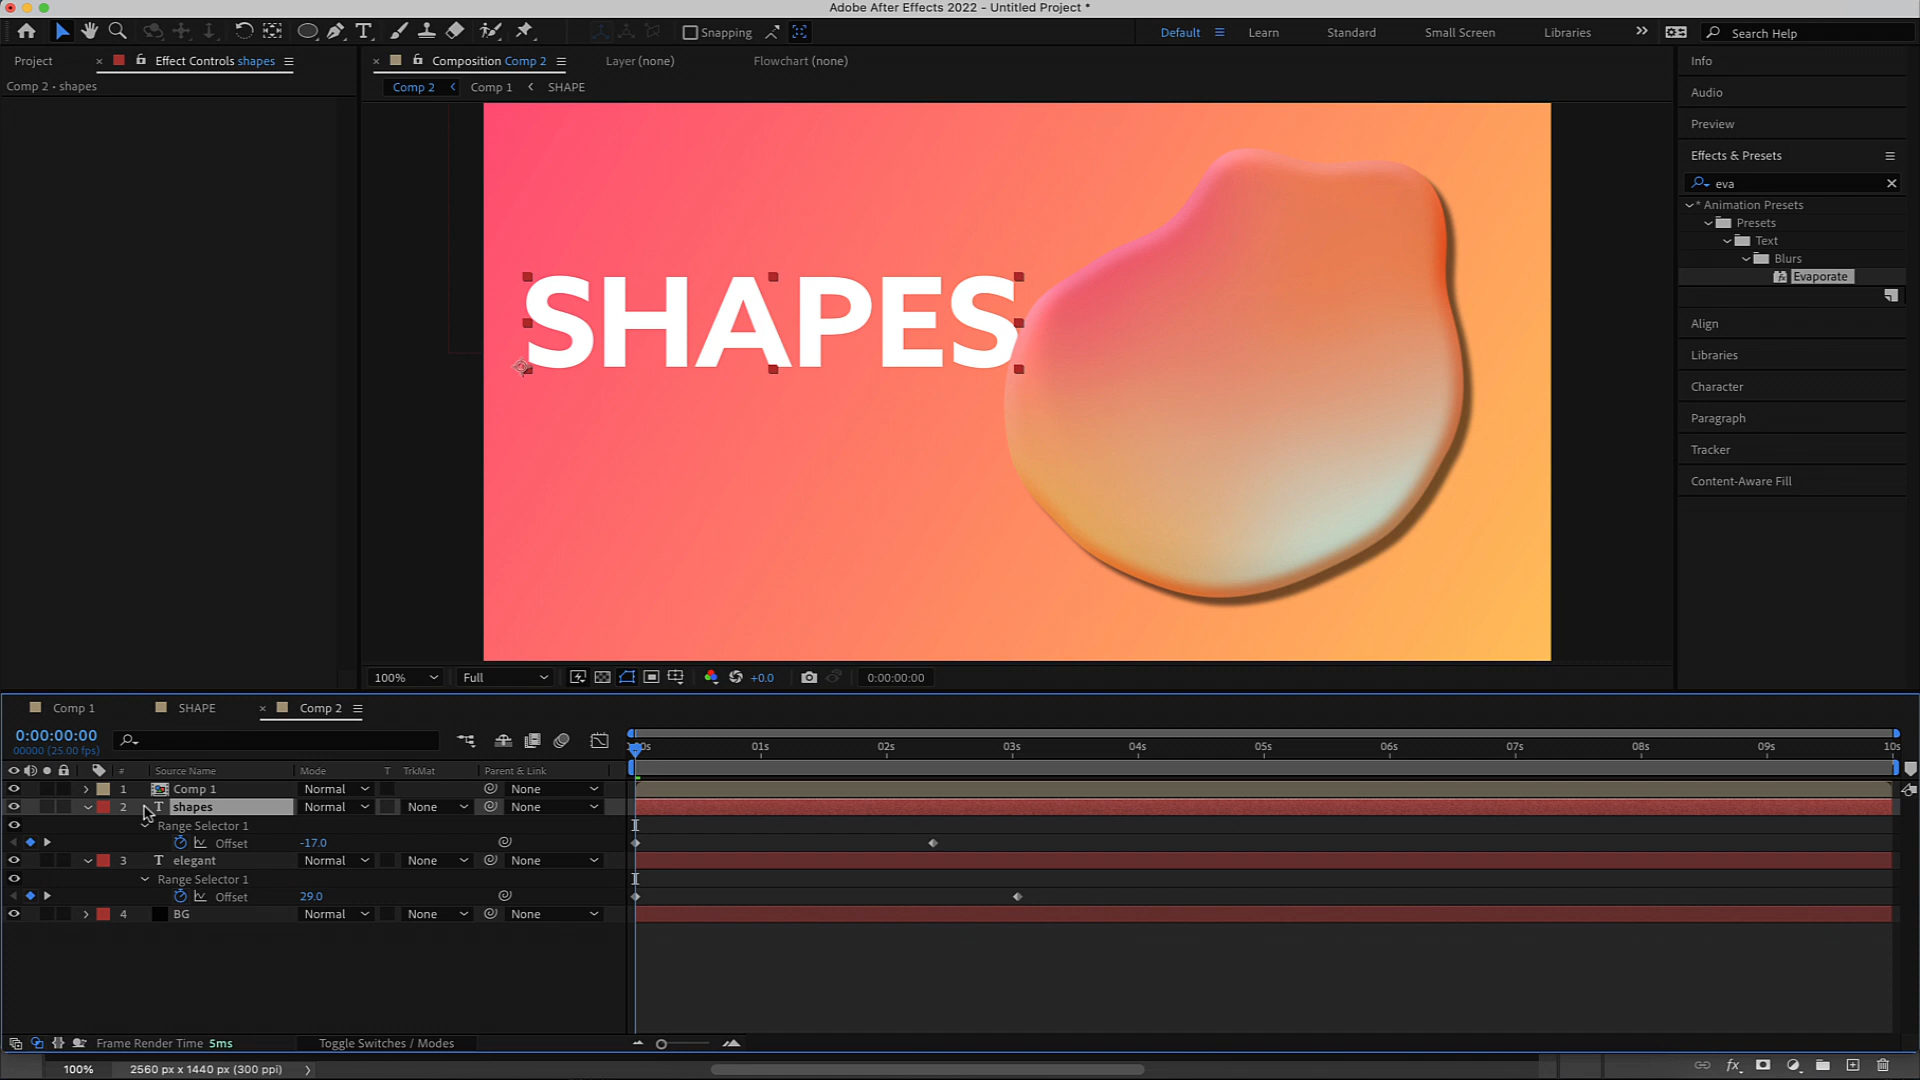 Adobe After Effects 2022 - Untitled Project *
Snapping
Default
Learn
Standard
Small Screen
Libraries
Search Help
Project
Effect Controls shapes
Composition Comp 2
Layer (none)
Flowchart (none)
Comp 2 • shapes
Comp 2
Comp 1
SHAPE
SHAPES
Info
Audio
Preview
Effects & Presets
eva
* Animation Presets
Presets
Text
Blurs
Evaporate
Align
Libraries
Character
Paragraph
Tracker
Content-Aware Fill
100%
Full
+0.0
0:00:00:00
Comp 1
SHAPE
Comp 2
0:00:00:00
00000 (25.00 fps)
01s
02s
03s
04s
05s
06s
07s
08s
09s
10s
# Source Name Mode T TrkMat Parent & Link
1 Comp 1 Normal None
2 T shapes Normal None None
Range Selector 1
Offset -17.0
3 T elegant Normal None None
Range Selector 1
Offset 29.0
4 BG Normal None None
Frame Render Time 5ms
Toggle Switches / Modes
100%
2560 px x 1440 px (300 ppi)
fx